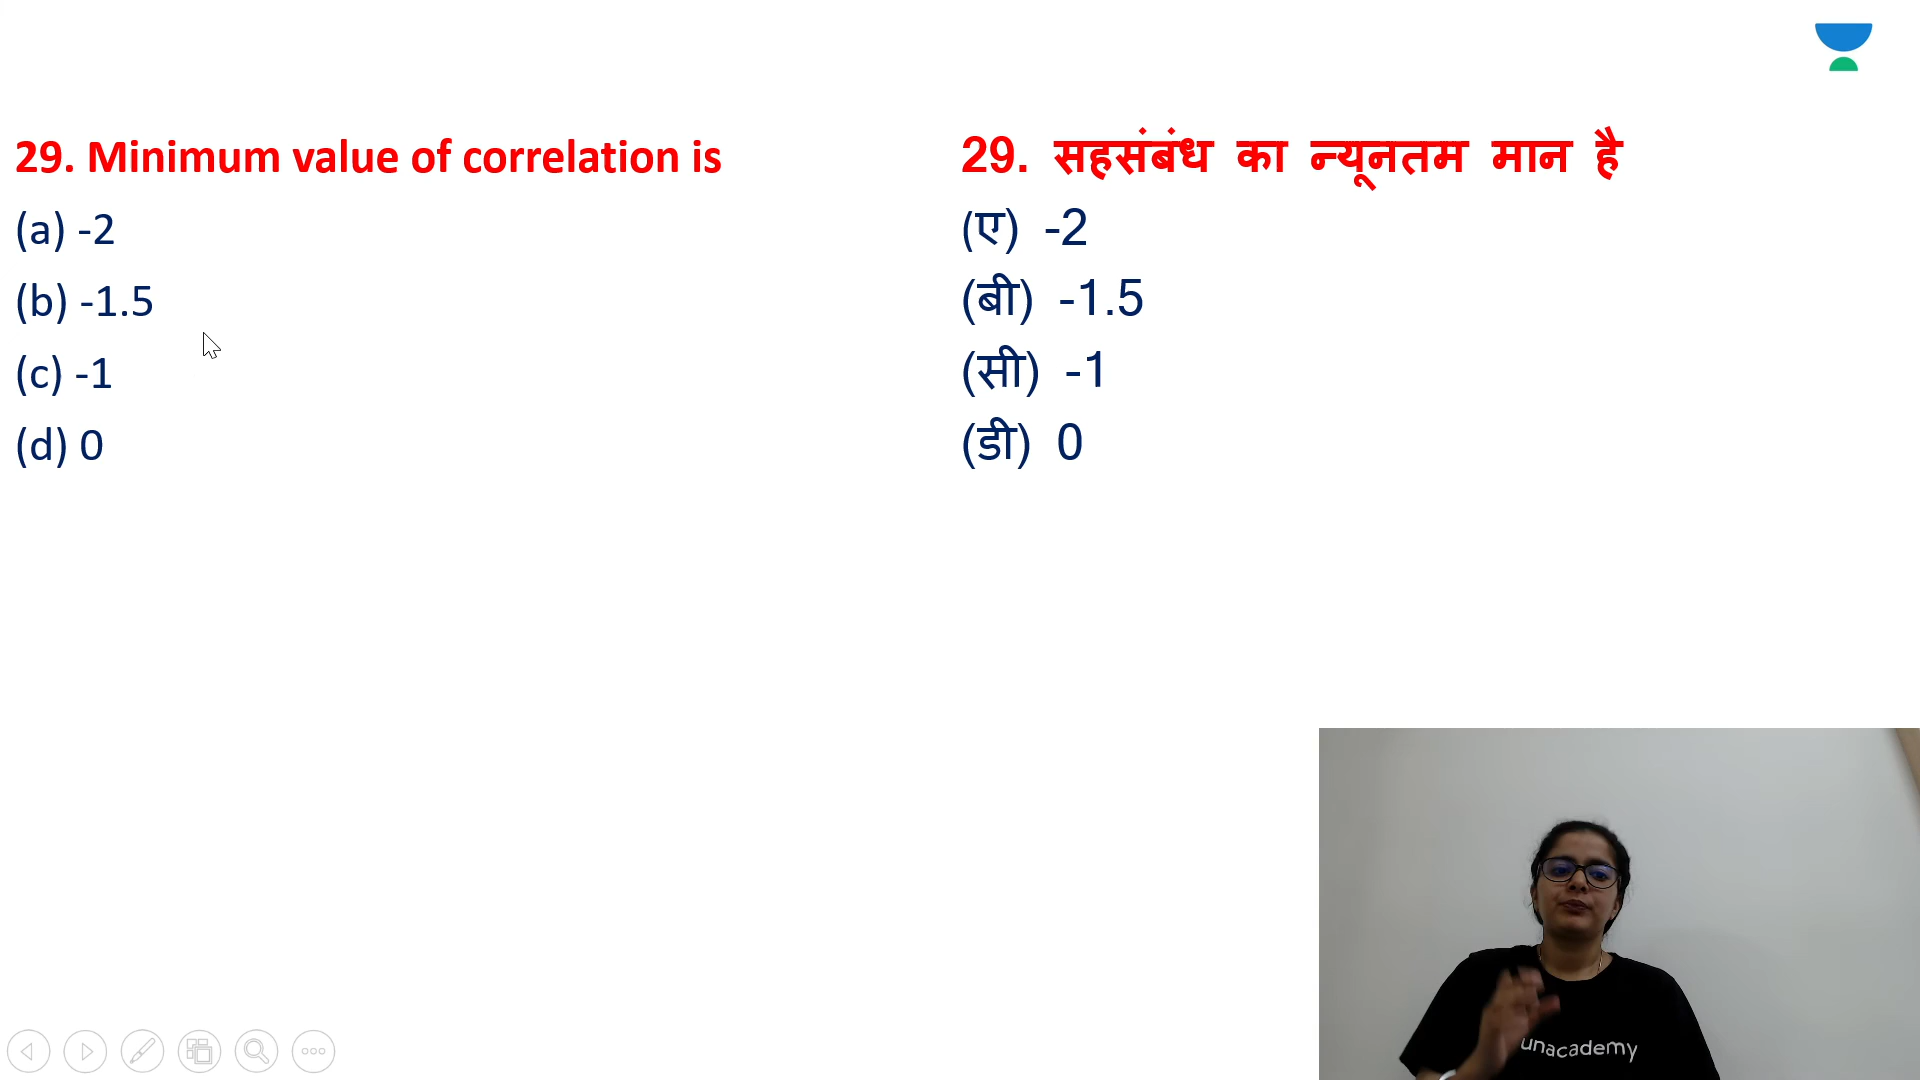 29. Minimum value of correlation is
(a) -2
(b) -1.5
(c) -1
(d) 0
29. सहसंबंध का न्यूनतम मान है
(ए) -2
(बी) -1.5
(सी) -1
(डी) 0
unacademy